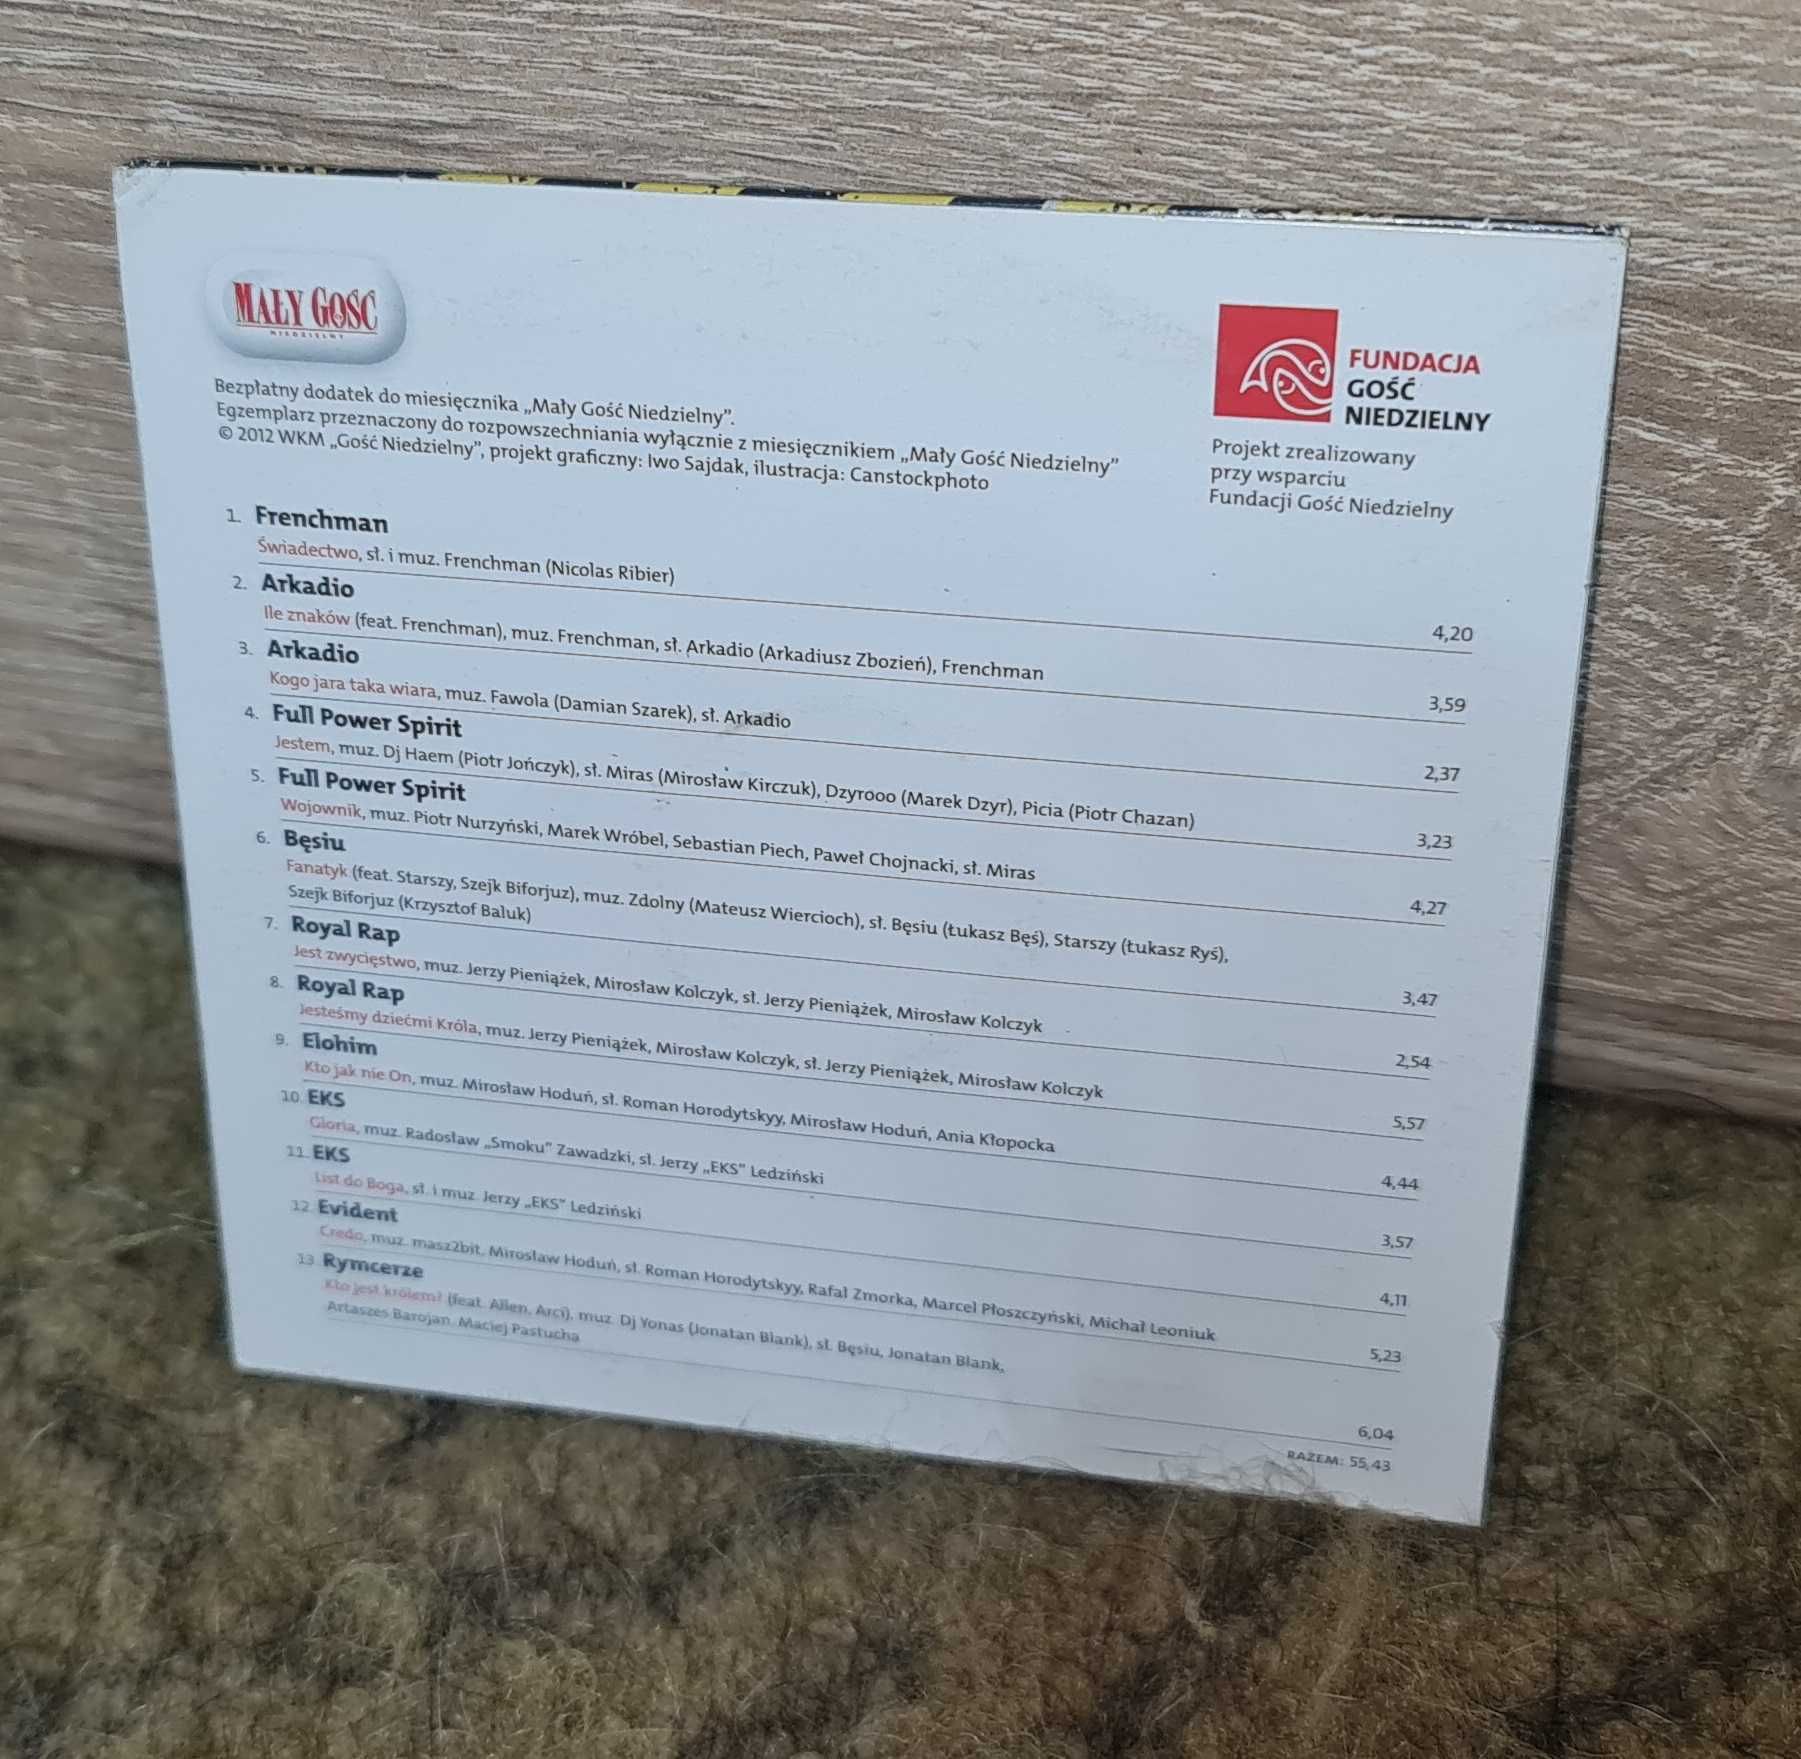 MAŁY GOŚĆ
NIEDZIELNY
Bezpłatny dodatek do miesięcznika „Mały Gość Niedzielny”.
Egzemplarz przeznaczony do rozpowszechniania wyłącznie z miesięcznikiem „Mały Gość Niedzielny”
© 2012 WKM „Gość Niedzielny”, projekt graficzny: Iwo Sajdak, ilustracja: Canstockphoto
FUNDACJA
GOŚĆ
NIEDZIELNY
Projekt zrealizowany
przy wsparciu
Fundacji Gość Niedzielny
1. Frenchman
Świadectwo, sł. i muz. Frenchman (Nicolas Ribier) 4,20
2. Arkadio
Ile znaków (feat. Frenchman), muz. Frenchman, sł. Arkadio (Arkadiusz Zbozień), Frenchman 3,59
3. Arkadio
Kogo jara taka wiara, muz. Fawola (Damian Szarek), sł. Arkadio 2,37
4. Full Power Spirit
Jestem, muz. Dj Haem (Piotr Jończyk), sł. Miras (Mirosław Kirczuk), Dzyrooo (Marek Dzyr), Picia (Piotr Chazan) 3,23
5. Full Power Spirit
Wojownik, muz. Piotr Nurzyński, Marek Wróbel, Sebastian Piech, Paweł Chojnacki, sł. Miras 4,27
6. Bęsiu
Fanatyk (feat. Starszy, Szejk Biforjuz), muz. Zdolny (Mateusz Wiercioch), sł. Bęsiu (Łukasz Bęś), Starszy (Łukasz Ryś),
Szejk Biforjuz (Krzysztof Baluk) 3,47
7. Royal Rap
Jest zwycięstwo, muz. Jerzy Pieniążek, Mirosław Kolczyk, sł. Jerzy Pieniążek, Mirosław Kolczyk 2,54
8. Royal Rap
Jesteśmy dziećmi Króla, muz. Jerzy Pieniążek, Mirosław Kolczyk, sł. Jerzy Pieniążek, Mirosław Kolczyk 5,57
9. Elohim
Kto jak nie On, muz. Mirosław Hoduń, sł. Roman Horodytskyy, Mirosław Hoduń, Ania Kłopocka 4,44
10. EKS
Gloria, muz. Radosław „Smoku” Zawadzki, sł. Jerzy „EKS” Ledziński 3,57
11. EKS
List do Boga, sł. i muz. Jerzy „EKS” Ledziński 4,11
12. Evident
Credo, muz. masz2bit, Mirosław Hoduń, sł. Roman Horodytskyy, Rafał Zmorka, Marcel Płoszczyński, Michał Leoniuk 5,23
13. Rymcerze
Kto jest królem? (feat. Allen, Arci), muz. Dj Yonas (Jonatan Blank), sł. Bęsiu, Jonatan Blank,
Artaszes Barojan, Maciej Pastucha 6,04
RAZEM: 55,43